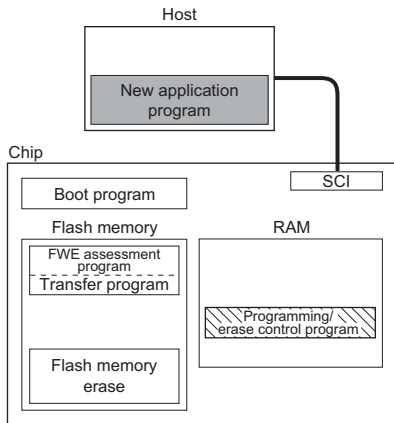 Host
New application
program
Chip
SCI
Boot program
Flash memory
RAM
FWE assessment
program
Transfer program
Programming/
erase control program
Flash memory
erase